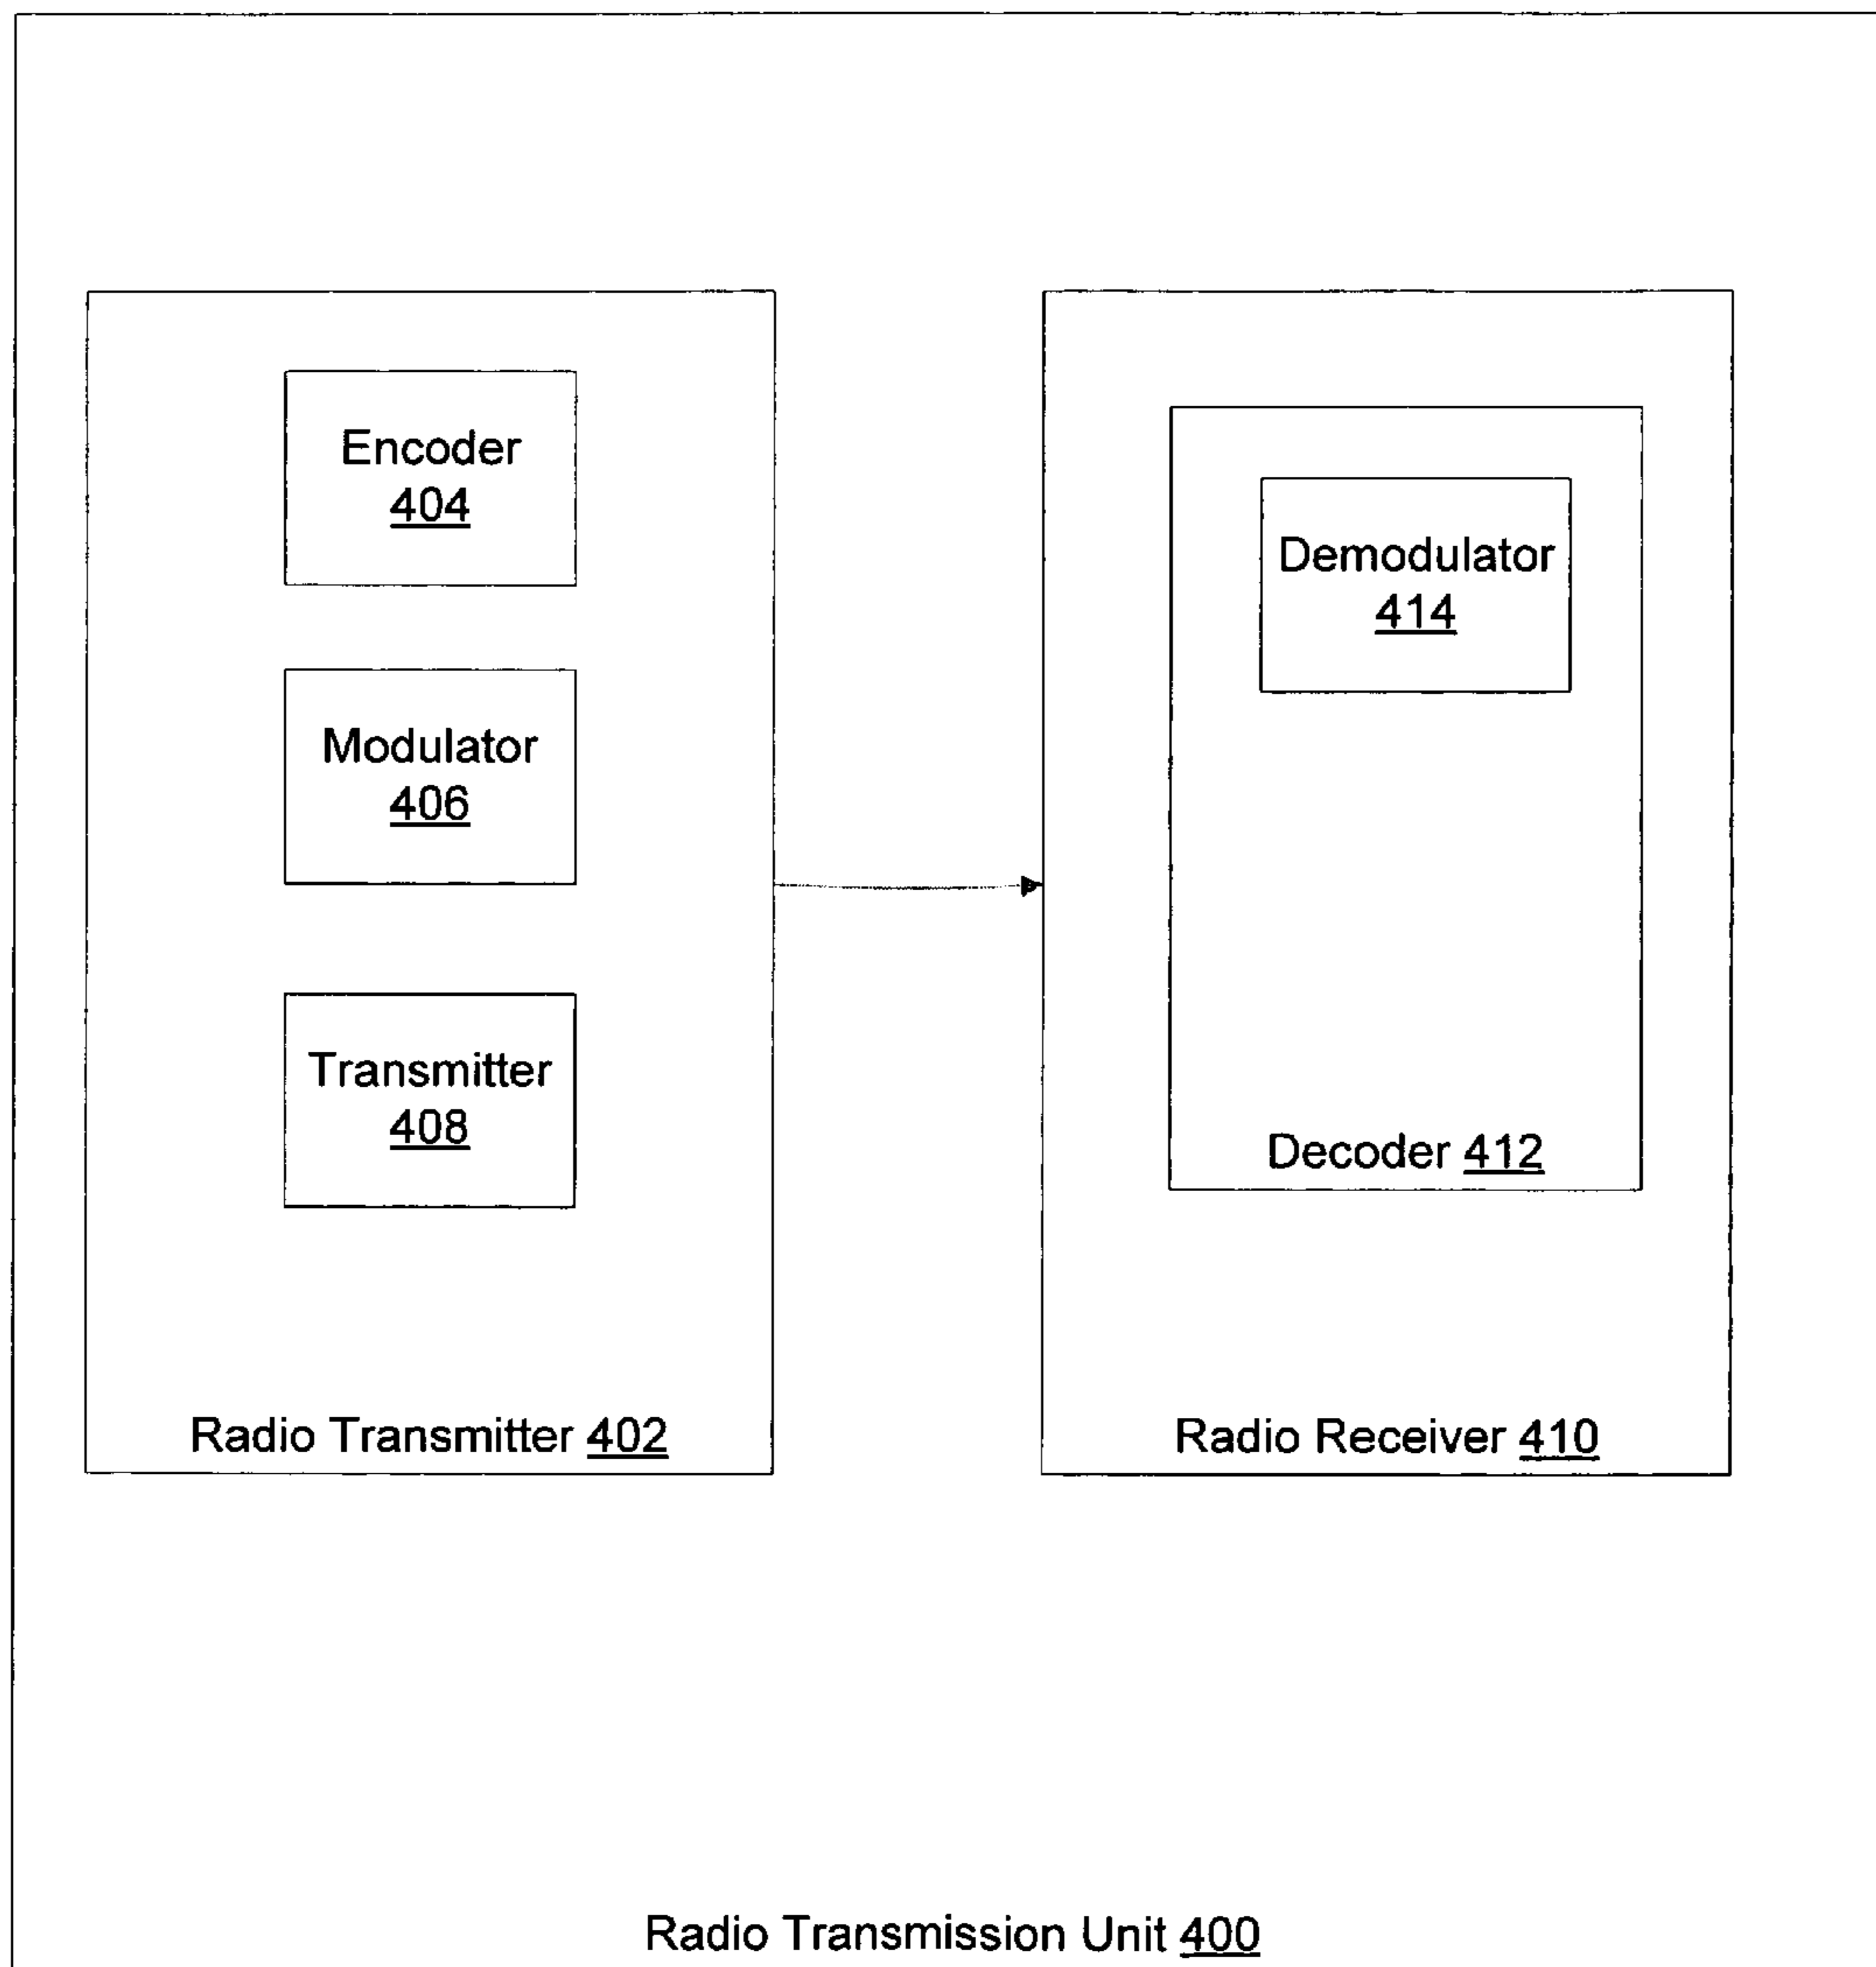 Encoder
404
Modulator
406
Transmitter
408
Radio Transmitter 402
Demodulator
414
Decoder 412
Radio Receiver 410
Radio Transmission Unit 400